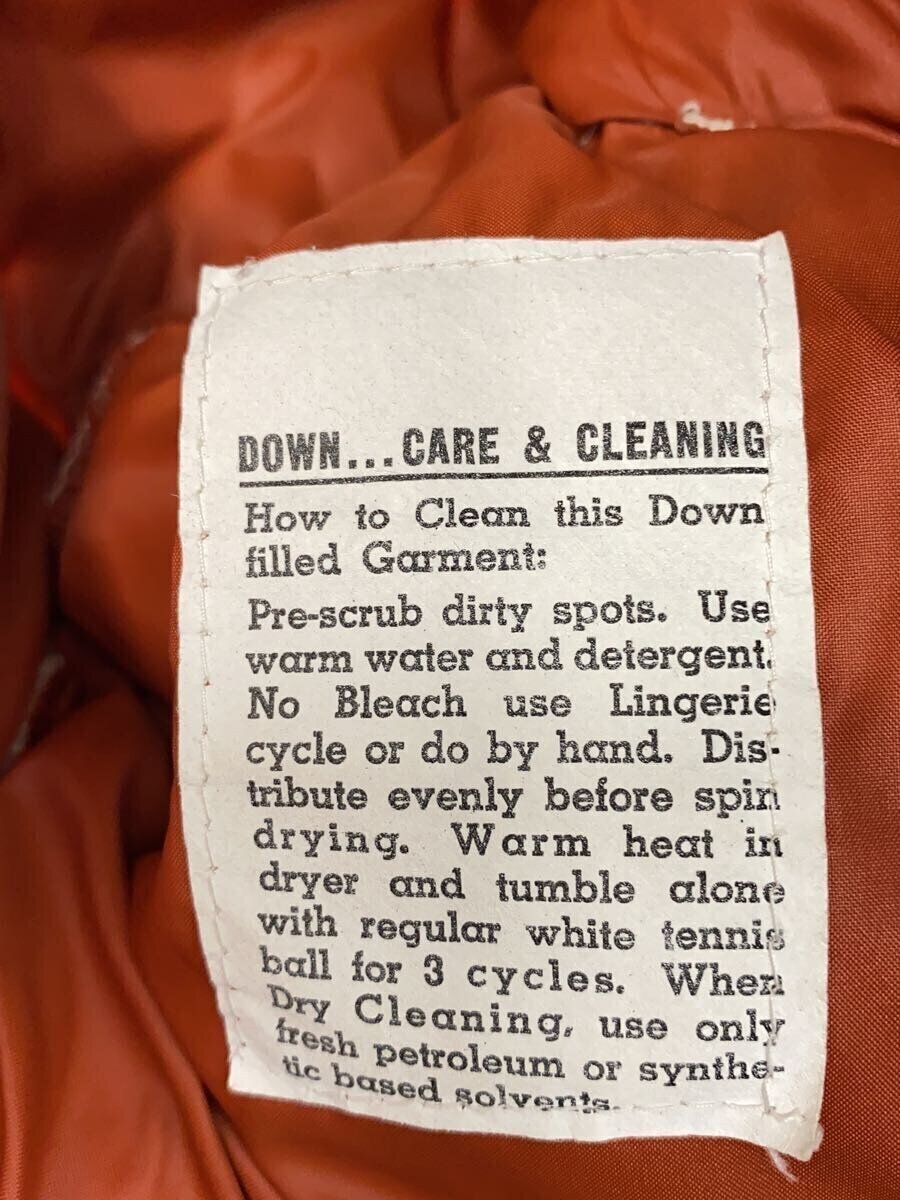 DOWN...CARE & CLEANING
How to Clean this Down
filled Garment:
Pre-scrub dirty spots. Use
warm water and detergent.
No Bleach use Lingerie
cycle or do by hand. Dis-
tribute evenly before spin
drying. Warm heat in
dryer and tumble alone
with regular white tennis
ball for 3 cycles. When
Dry Cleaning, use only
fresh petroleum or synthe-
tic based solvents.